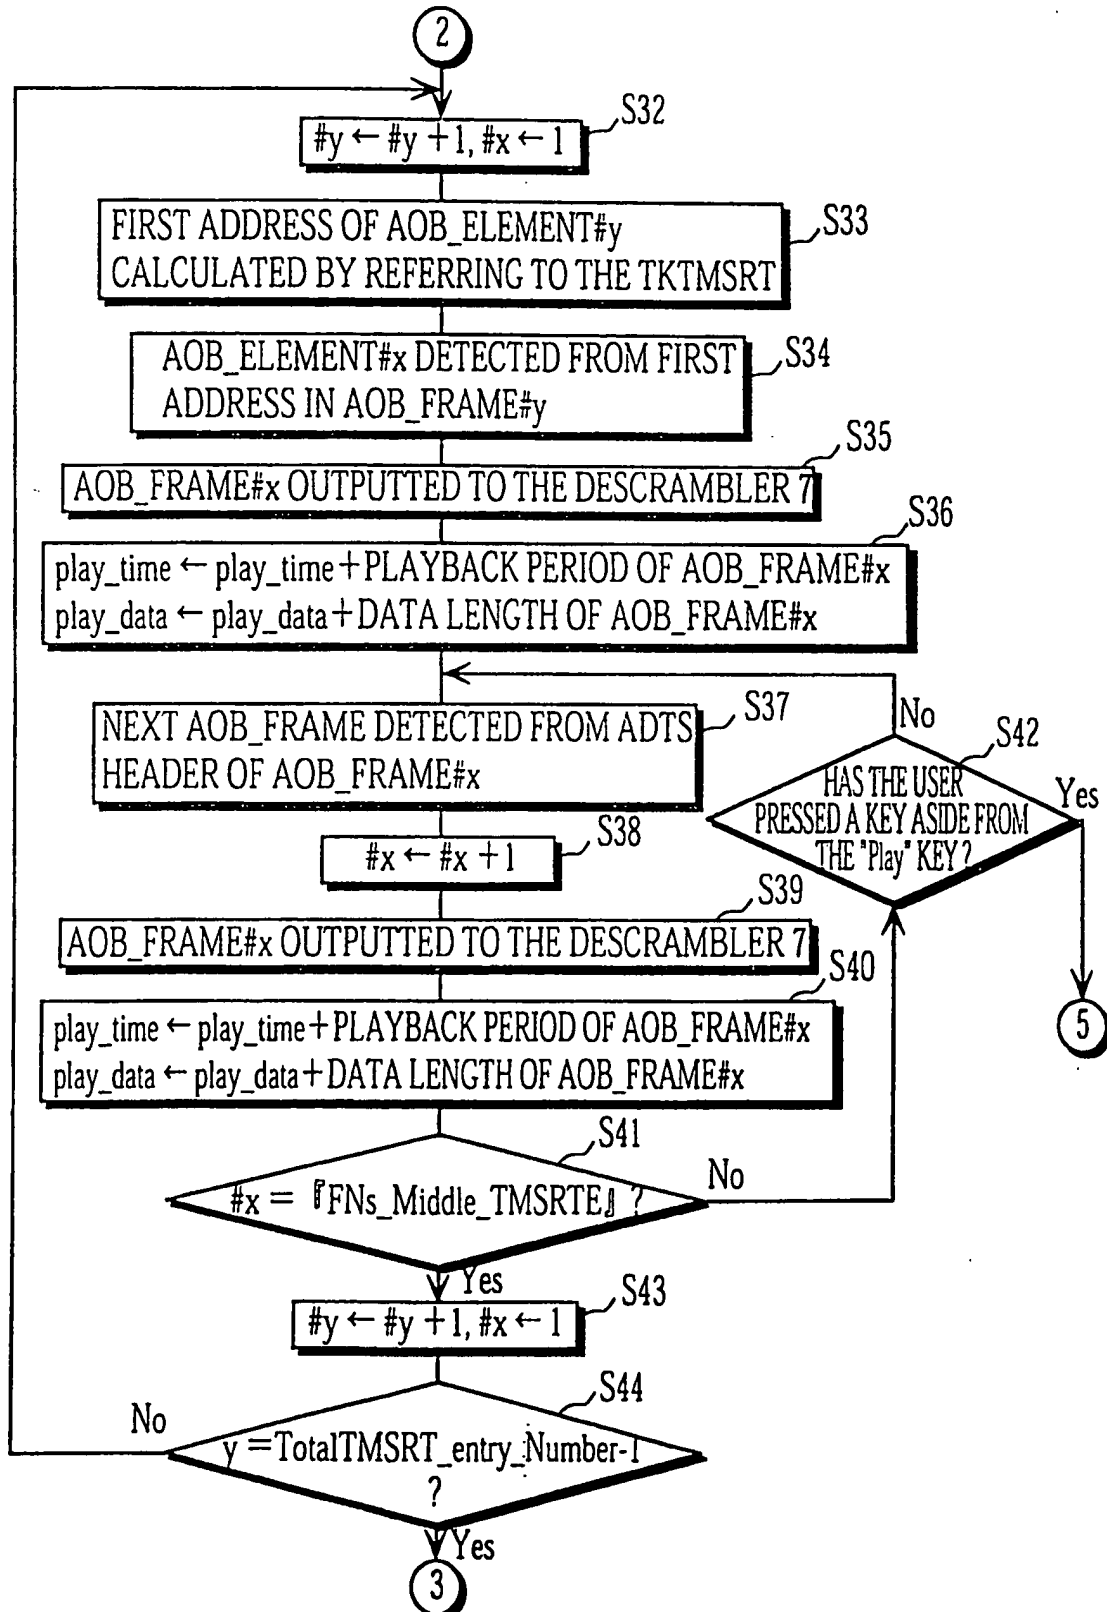 2
S32
#y ← #y + 1, #x ← 1
S33
FIRST ADDRESS OF AOB_ELEMENT#y
CALCULATED BY REFERRING TO THE TKTMSRT
S34
AOB_ELEMENT#x DETECTED FROM FIRST
ADDRESS IN AOB_FRAME#y
S35
AOB_FRAME#x OUTPUTTED TO THE DESCRAMBLER 7
S36
play_time ← play_time+PLAYBACK PERIOD OF AOB_FRAME#x
play_data ← play_data+DATA LENGTH OF AOB_FRAME#x
S37
NEXT AOB_FRAME DETECTED FROM ADTS
HEADER OF AOB_FRAME#x
No
S42
HAS THE USER
PRESSED A KEY ASIDE FROM
THE "Play" KEY?
Yes
S38
#x ← #x + 1
S39
AOB_FRAME#x OUTPUTTED TO THE DESCRAMBLER 7
S40
play_time ← play_time+PLAYBACK PERIOD OF AOB_FRAME#x
play_data ← play_data+DATA LENGTH OF AOB_FRAME#x
5
S41
#x = 『FNs_Middle_TMSRTE』 ?
No
Yes
S43
#y ← #y + 1, #x ← 1
S44
No
y =TotalTMSRT_entry_Number-1
?
Yes
3